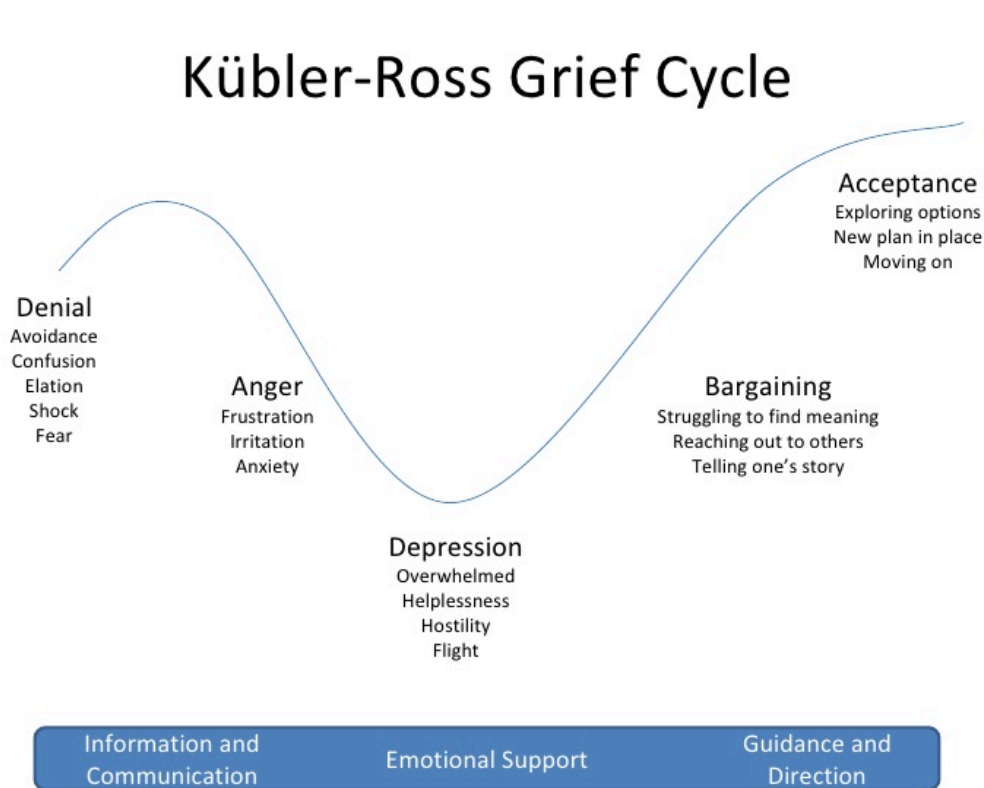 Kübler-Ross Grief Cycle
Denial
Avoidance
Confusion
Elation
Shock
Fear
Anger
Frustration
Irritation
Anxiety
Depression
Overwhelmed
Helplessness
Hostility
Flight
Bargaining
Struggling to find meaning
Reaching out to others
Telling one’s story
Acceptance
Exploring options
New plan in place
Moving on
Information and
Communication
Emotional Support
Guidance and
Direction